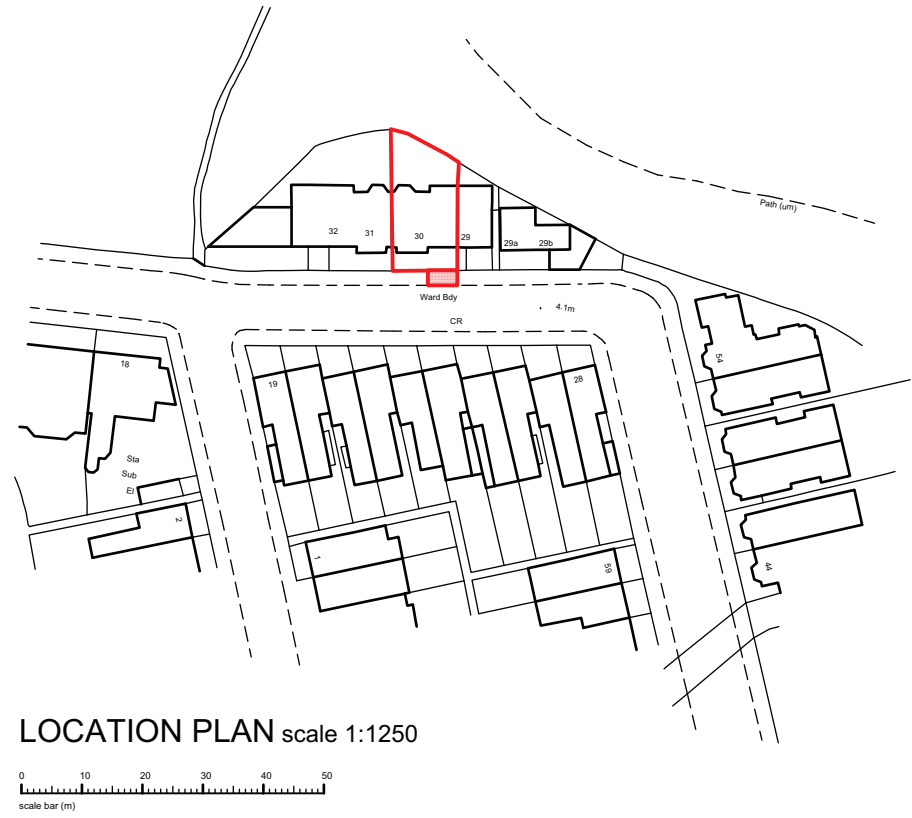 Path (um)
32 31 30 29
29a 29b
Ward Bdy
4.1m
CR
18
19
28
54
Sta
Sub
El
2
1
59
44
LOCATION PLAN scale 1:1250
0 10 20 30 40 50
scale bar (m)